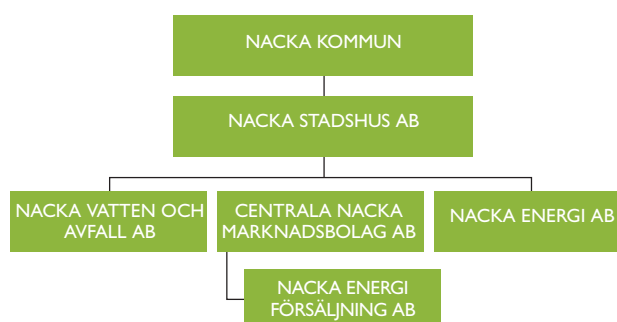 NACKA KOMMUN
NACKA STADSHUS AB
NACKA VATTEN OCH
AVFALL AB
CENTRALA NACKA
MARKNADSBOLAG AB
NACKA ENERGI AB
NACKA ENERGI
FÖRSÄLJNING AB